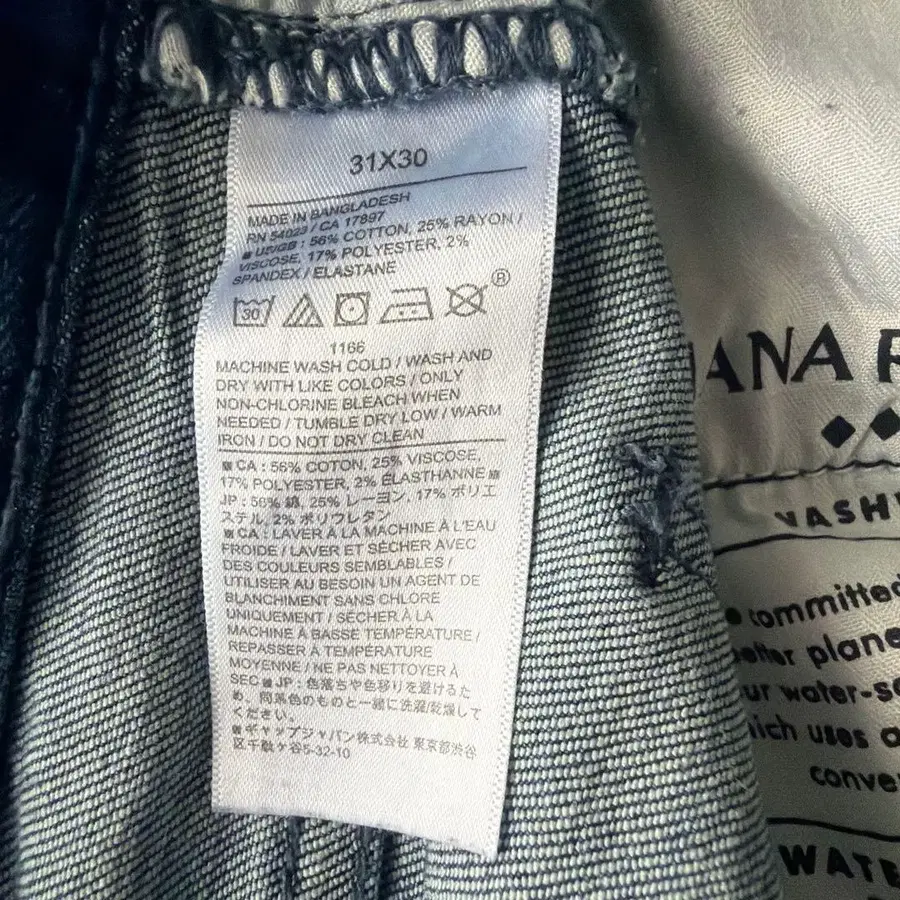 31X30
MADE IN BANGLADESH
RN 54023 / CA 17897
■ US/GB : 56% COTTON, 25% RAYON /
VISCOSE, 17% POLYESTER, 2%
SPANDEX / ELASTANE
30
®
1166
MACHINE WASH COLD / WASH AND
DRY WITH LIKE COLORS / ONLY
NON-CHLORINE BLEACH WHEN
NEEDED / TUMBLE DRY LOW / WARM
IRON / DO NOT DRY CLEAN
■ CA : 56% COTTON, 25% VISCOSE,
17% POLYESTER, 2% ELASTHANNE ■
JP : 56% 綿, 25% レーヨン, 17% ポリエ
ステル, 2% ポリウレタン
■ CA : LAVER À LA MACHINE À L'EAU
FROIDE / LAVER ET SÉCHER AVEC
DES COULEURS SEMBLABLES /
UTILISER AU BESOIN UN AGENT DE
BLANCHIMENT SANS CHLORE
UNIQUEMENT / SÉCHER À LA
MACHINE À BASSE TEMPÉRATURE /
REPASSER À TEMPÉRATURE
MOYENNE / NE PAS NETTOYER À
SEC ■ JP : 色落ちや色移りを避けるた
め、同系色のものと一緒に洗濯/乾燥して
ください。
■ ギャップジャパン株式会社 東京都渋谷
区千駄ヶ谷5-32-10
ANA R
WASH
committed
plane
ur water-s
ich uses a
conve
WATE